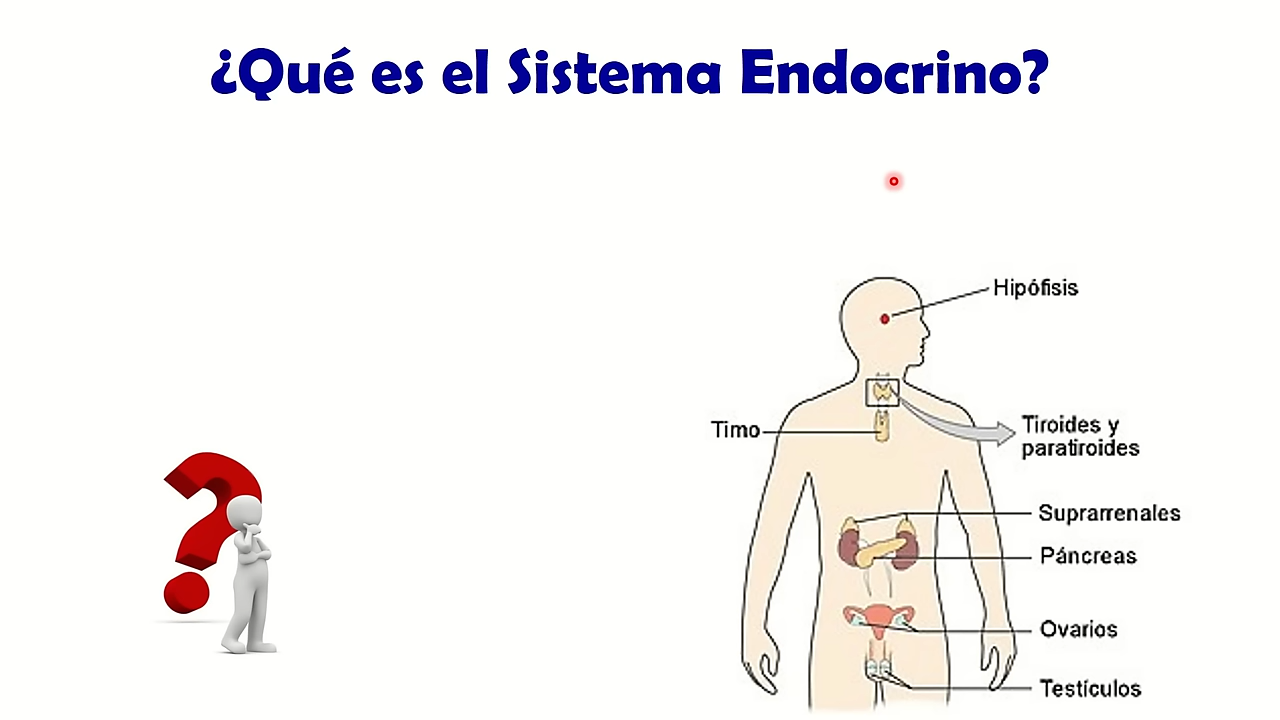 ¿Qué es el Sistema Endocrino?
Hipófisis
Timo
Tiroides y
paratiroides
Suprarrenales
Páncreas
Ovarios
Testículos